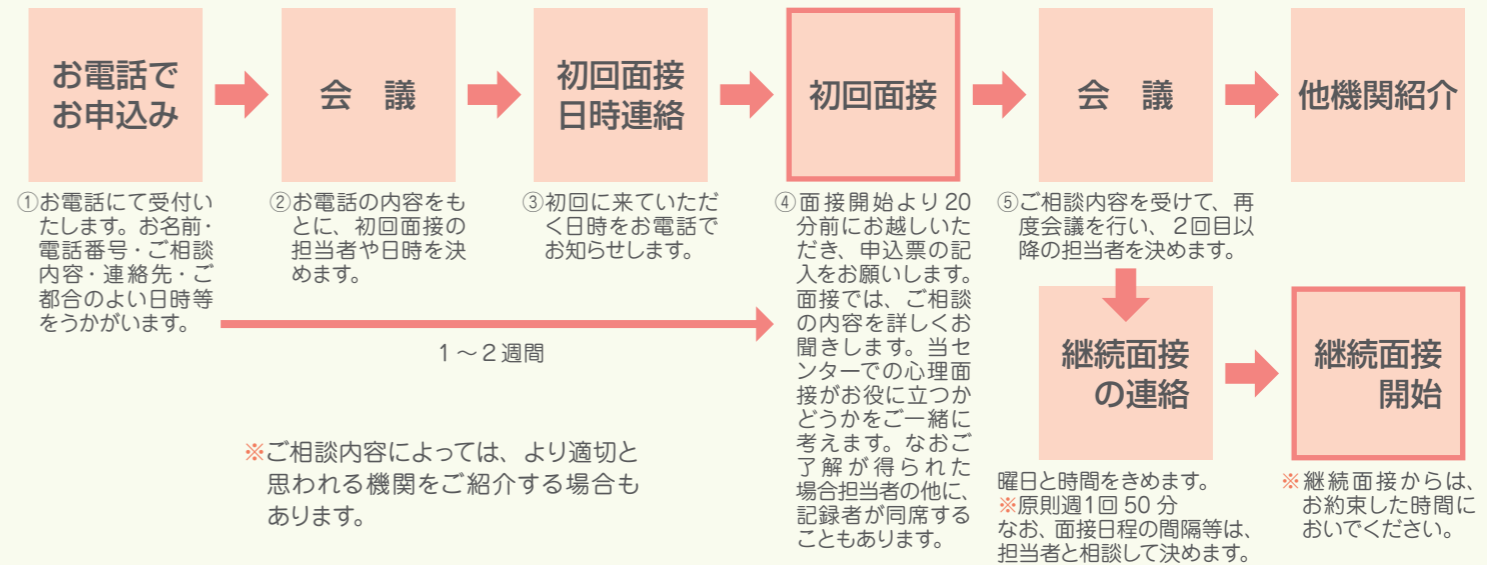 お電話で
お申込み
会 議
初回面接
日時連絡
初回面接
会 議
他機関紹介
①お電話にて受付い
たします。お名前・
電話番号・ご相談
内容・連絡先・ご
都合のよい日時等
をうかがいます。
②お電話の内容をも
とに、初回面接の
担当者や日時を決
めます。
③初回に来ていただ
く日時をお電話で
お知らせします。
④面接開始より20
分前にお越しいた
だき、申込票の記
入をお願いします。
面接では、ご相談
の内容を詳しくお
聞きします。当セ
ンターでの心理面
接がお役に立つか
どうかをご一緒に
考えます。なおご
了解が得られた
場合担当者の他に、
記録者が同席する
こともあります。
⑤ご相談内容を受けて、再
度会議を行い、2回目以
降の担当者を決めます。
1～2週間
※ご相談内容によっては、より適切と
思われる機関をご紹介する場合も
あります。
継続面接
の連絡
曜日と時間をきめます。
※原則週1回 50 分
なお、面接日程の間隔等は、
担当者と相談して決めます。
継続面接
開始
※継続面接からは、
お約束した時間に
おいでください。